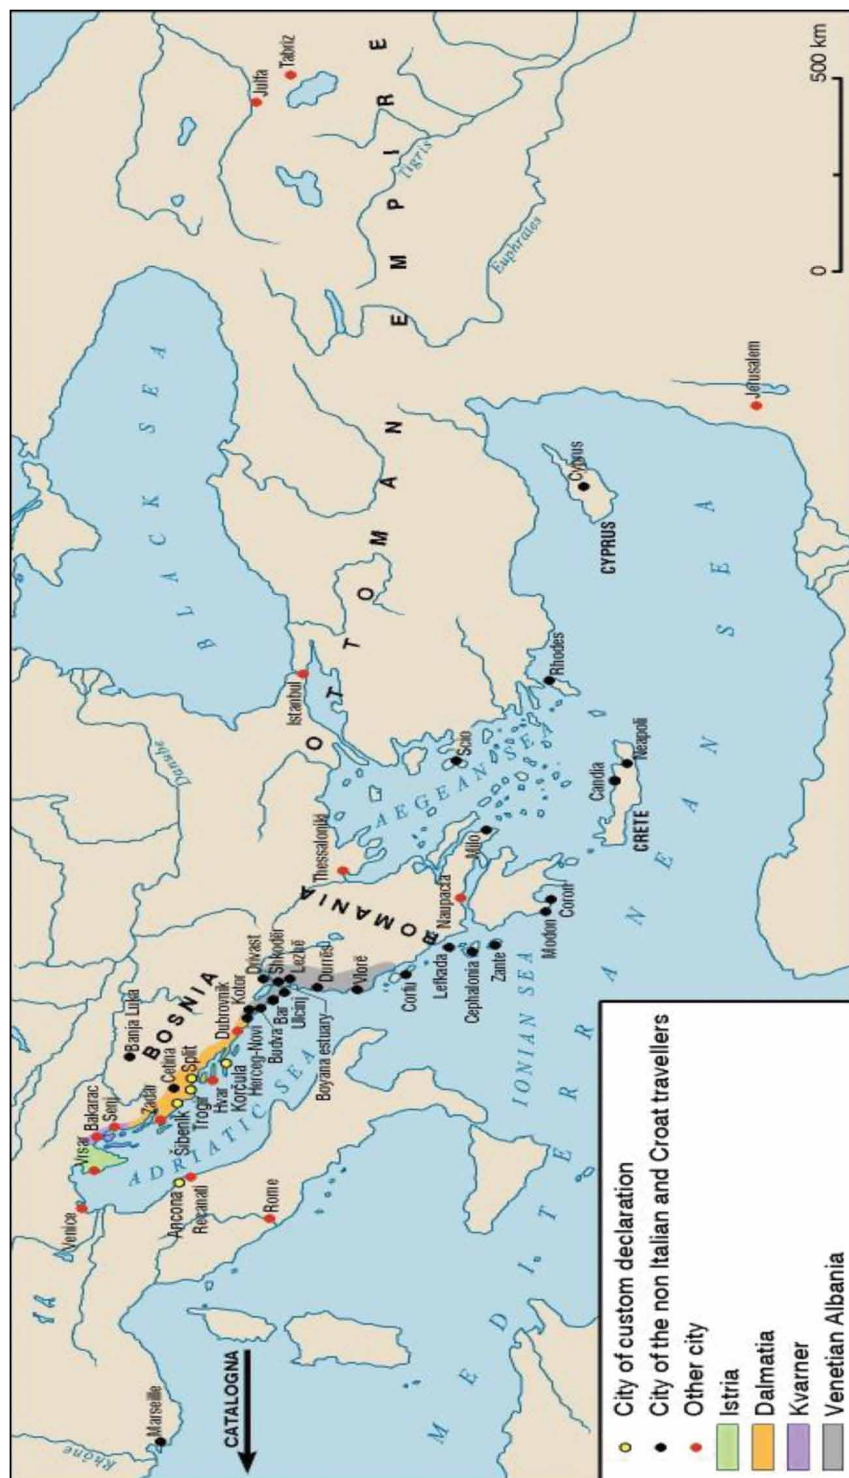 Marseille
Rhône
CATALOGNA
Venice
Vrsar
Bakarac
Senj
Zadar
Banja Luka
BOSNIA
Cetina
Split
Šibenik
Trogir
Hvar
Korčula
Dubrovnik
Herceg-Novi
Kotor
Budva
Bar
Ulcinj
Boyana estuary
Drivast
Shkodër
Lezhë
Durrës
Vlorë
Corfu
Ancona
Recanati
Rome
ADRIATIC SEA
IONIAN SEA
MEDITERRANEAN SEA
Lefkada
Cephalonia
Zante
Modon
Coron
Naupacta
ROMANIA
Thessaloniki
Milo
AEGEAN SEA
Scio
Candia
Neapoli
CRETE
Rhodes
Istanbul
Danube
BLACK SEA
OTTOMAN EMPIRE
Cyprus
CYPRUS
Jerusalem
Julfa
Tabriz
Tigris
Euphrates
0 500 km
City of custom declaration
City of the non Italian and Croat travellers
Other city
Istria
Dalmatia
Kvarner
Venetian Albania